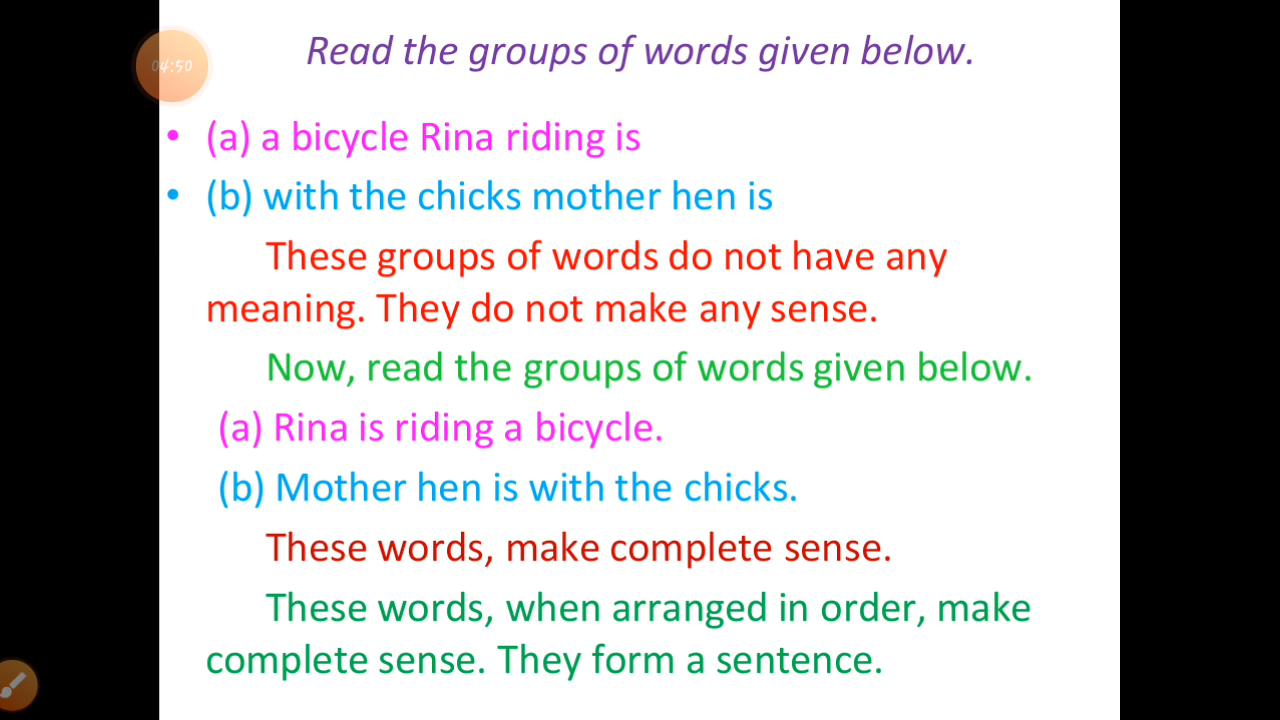 Read the groups of words given below.
04:50
• (a) a bicycle Rina riding is
• (b) with the chicks mother hen is
These groups of words do not have any
meaning. They do not make any sense.
Now, read the groups of words given below.
(a) Rina is riding a bicycle.
(b) Mother hen is with the chicks.
These words, make complete sense.
These words, when arranged in order, make
complete sense. They form a sentence.